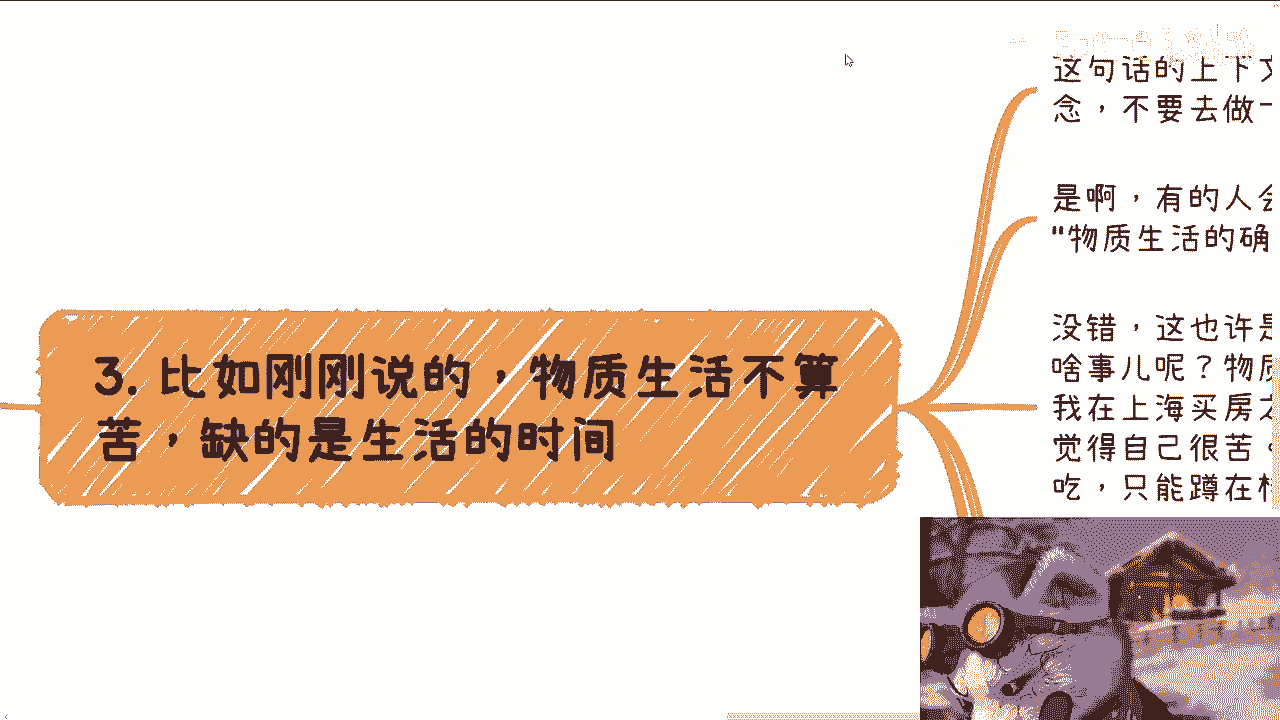 3. 比如刚刚说的，物质生活不算
苦，缺的是生活的时间
这句话的上下文
念，不要去做一
是啊，有的人会
"物质生活的确
没错，这也许是
啥事儿呢？物质
我在上海买房之
觉得自己很苦。
吃，只能蹲在